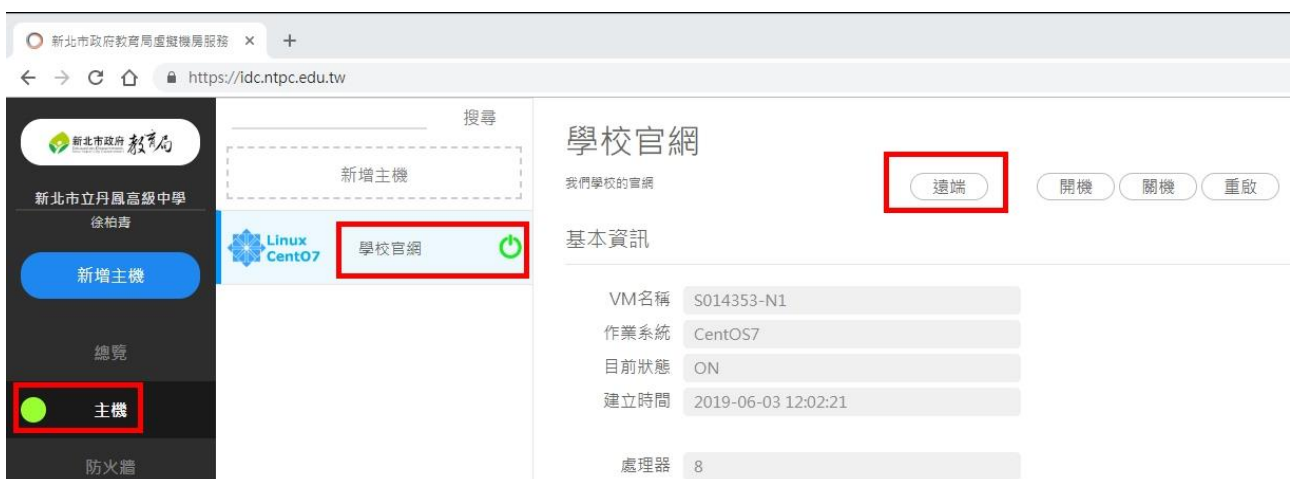 新北市政府教育局虛擬機房服務 × +
https://idc.ntpc.edu.tw
新北市政府 教育局
新北市立丹鳳高級中學
徐柏青
新增主機
總覽
主機
防火牆
搜尋
新增主機
Linux
CentO7
學校官網
學校官網
我們學校的官網
遠端 開機 關機 重啟
基本資訊
VM名稱 S014353-N1
作業系統 CentOS7
目前狀態 ON
建立時間 2019-06-03 12:02:21
處理器 8